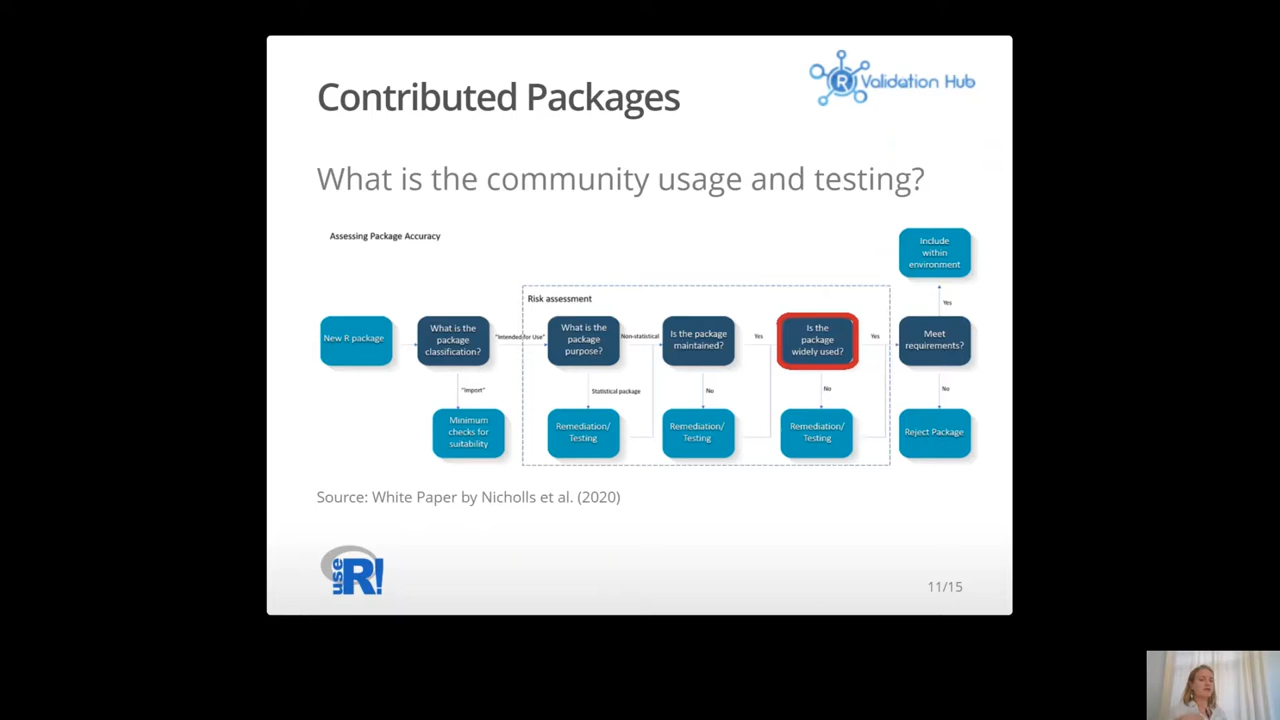 Contributed Packages
R Validation Hub
What is the community usage and testing?
Assessing Package Accuracy
Include
within
environment
Risk assessment
Yes
New R package
What is the
package
classification?
"Intended for Use"
What is the
package
purpose?
Non-statistical
Is the package
maintained?
Yes
Is the
package
widely used?
Yes
Meet
requirements?
"Import"
Statistical package
No
No
No
Minimum
checks for
suitability
Remediation/
Testing
Remediation/
Testing
Remediation/
Testing
Reject Package
Source: White Paper by Nicholls et al. (2020)
use R!
11/15